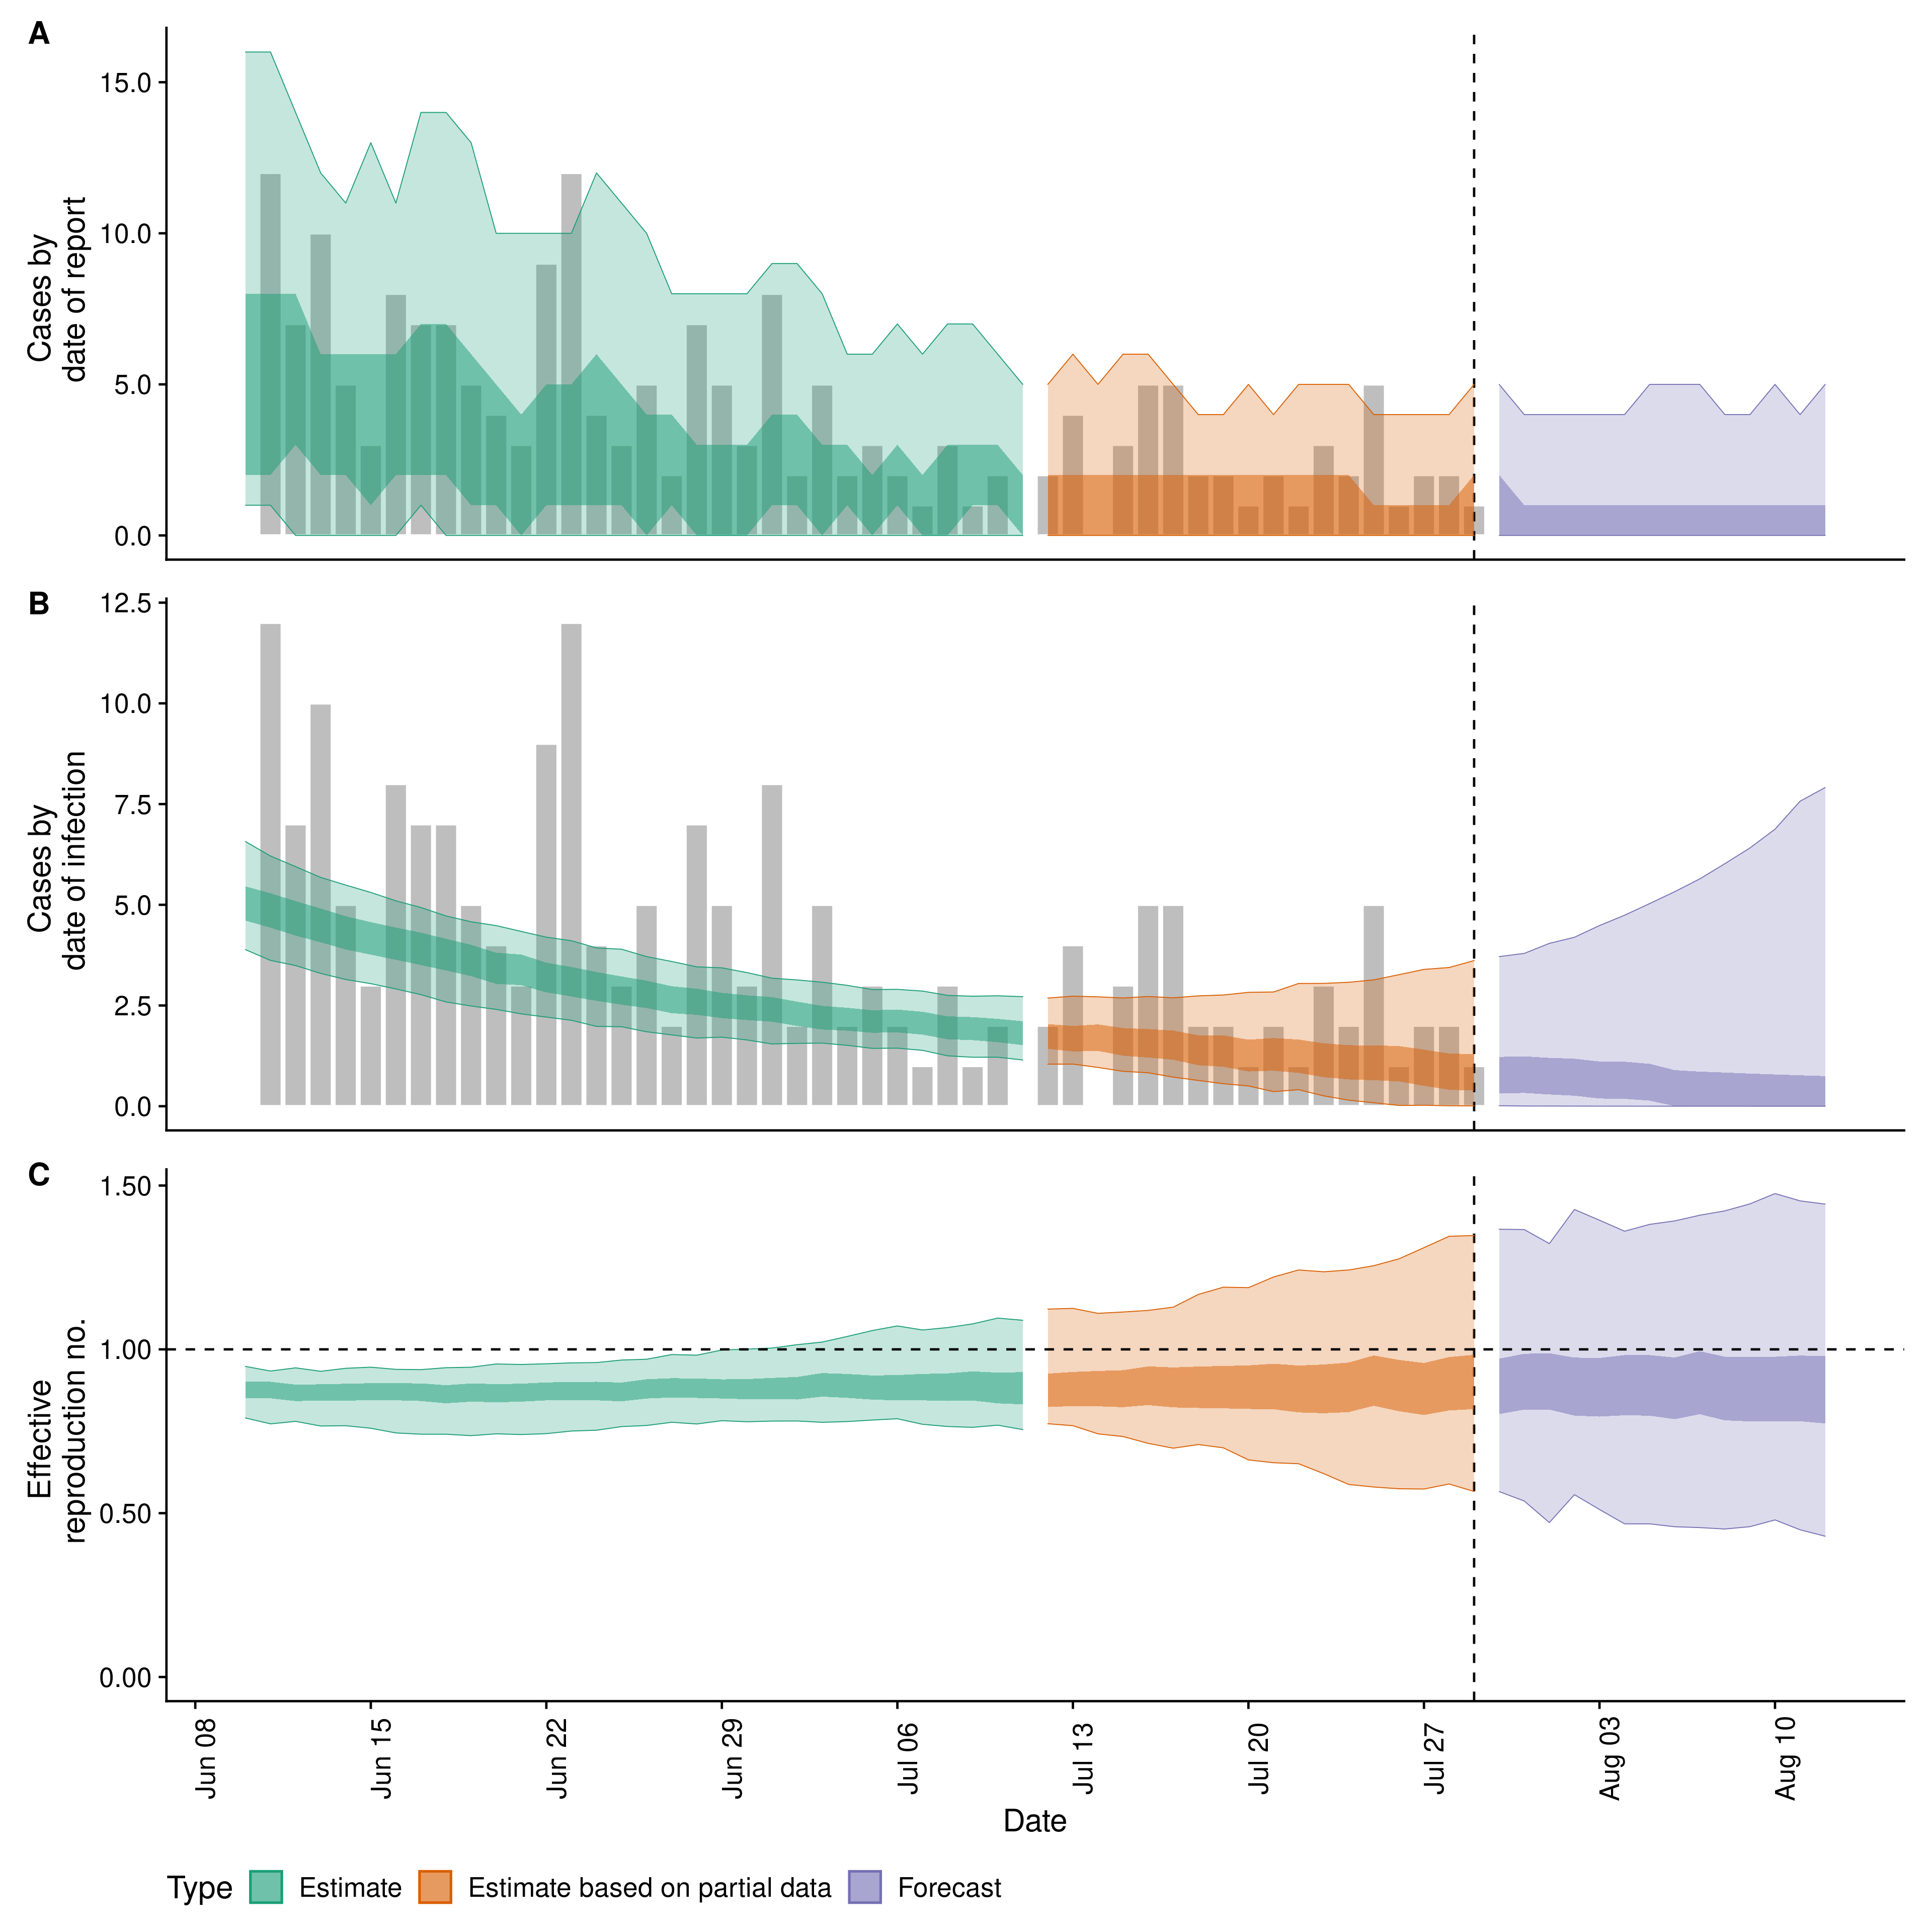 A
15.0
10.0
5.0
0.0
Cases by
date of report
B
12.5
10.0
7.5
5.0
2.5
0.0
Cases by
date of infection
C
1.50
1.00
0.50
0.00
Effective
reproduction no.
Jun 08
Jun 15
Jun 22
Jun 29
Jul 06
Jul 13
Jul 20
Jul 27
Aug 03
Aug 10
Date
Type Estimate Estimate based on partial data Forecast